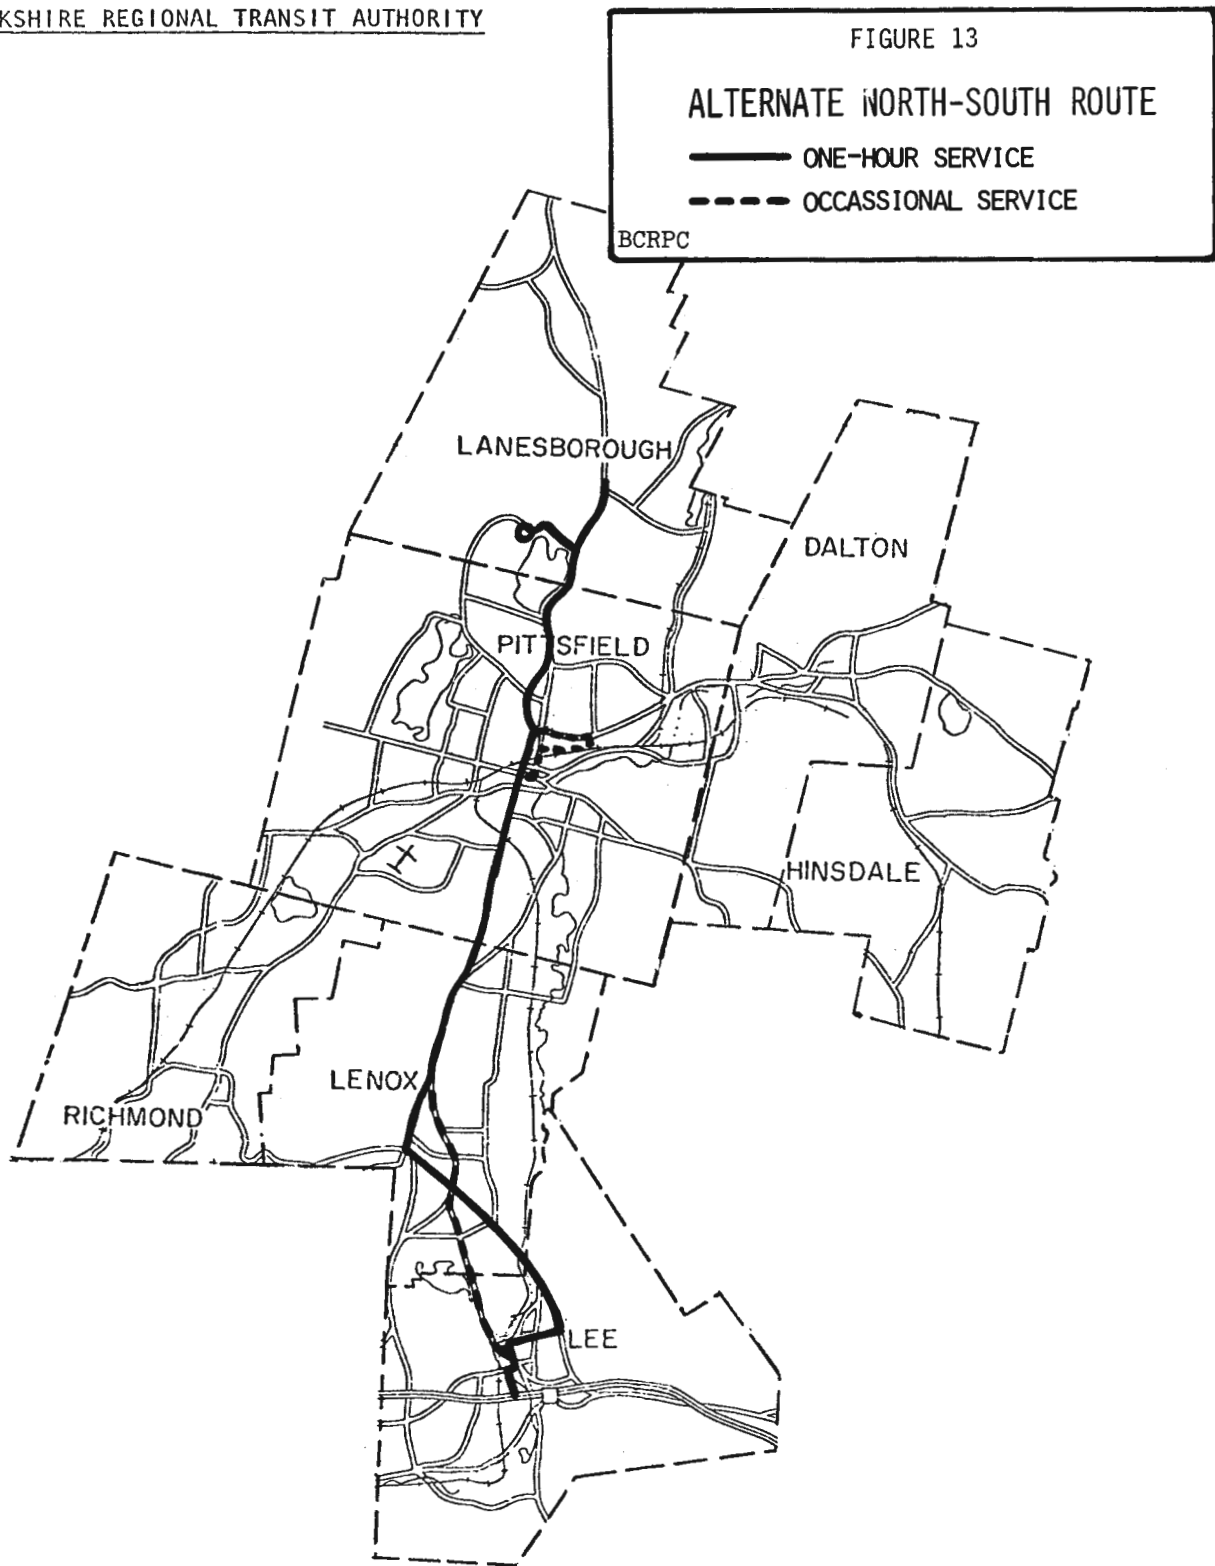 KSHIRE REGIONAL TRANSIT AUTHORITY
FIGURE 13
ALTERNATE NORTH-SOUTH ROUTE
ONE-HOUR SERVICE
OCCASSIONAL SERVICE
BCRPC
LANESBOROUGH
DALTON
PITTSFIELD
HINSDALE
LENOX
RICHMOND
LEE